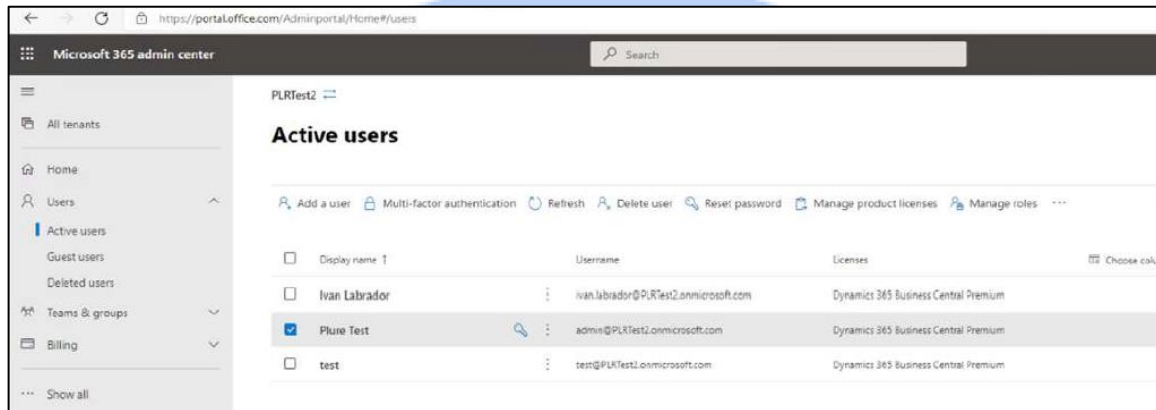 https://portal.office.com/Adminportal/Home#/users
Microsoft 365 admin center
Search
All tenants
Home
Users
Active users
Guest users
Deleted users
Teams & groups
Billing
Show all
PLRTest2
Active users
Add a user Multi-factor authentication Refresh Delete user Reset password Manage product licenses Manage roles ...
Display name ↑ Username Licenses Choose colu
Ivan Labrador ivan.labrador@PLRTest2.onmicrosoft.com Dynamics 365 Business Central Premium
Plure Test admin@PLRTest2.onmicrosoft.com Dynamics 365 Business Central Premium
test test@PLRTest2.onmicrosoft.com Dynamics 365 Business Central Premium